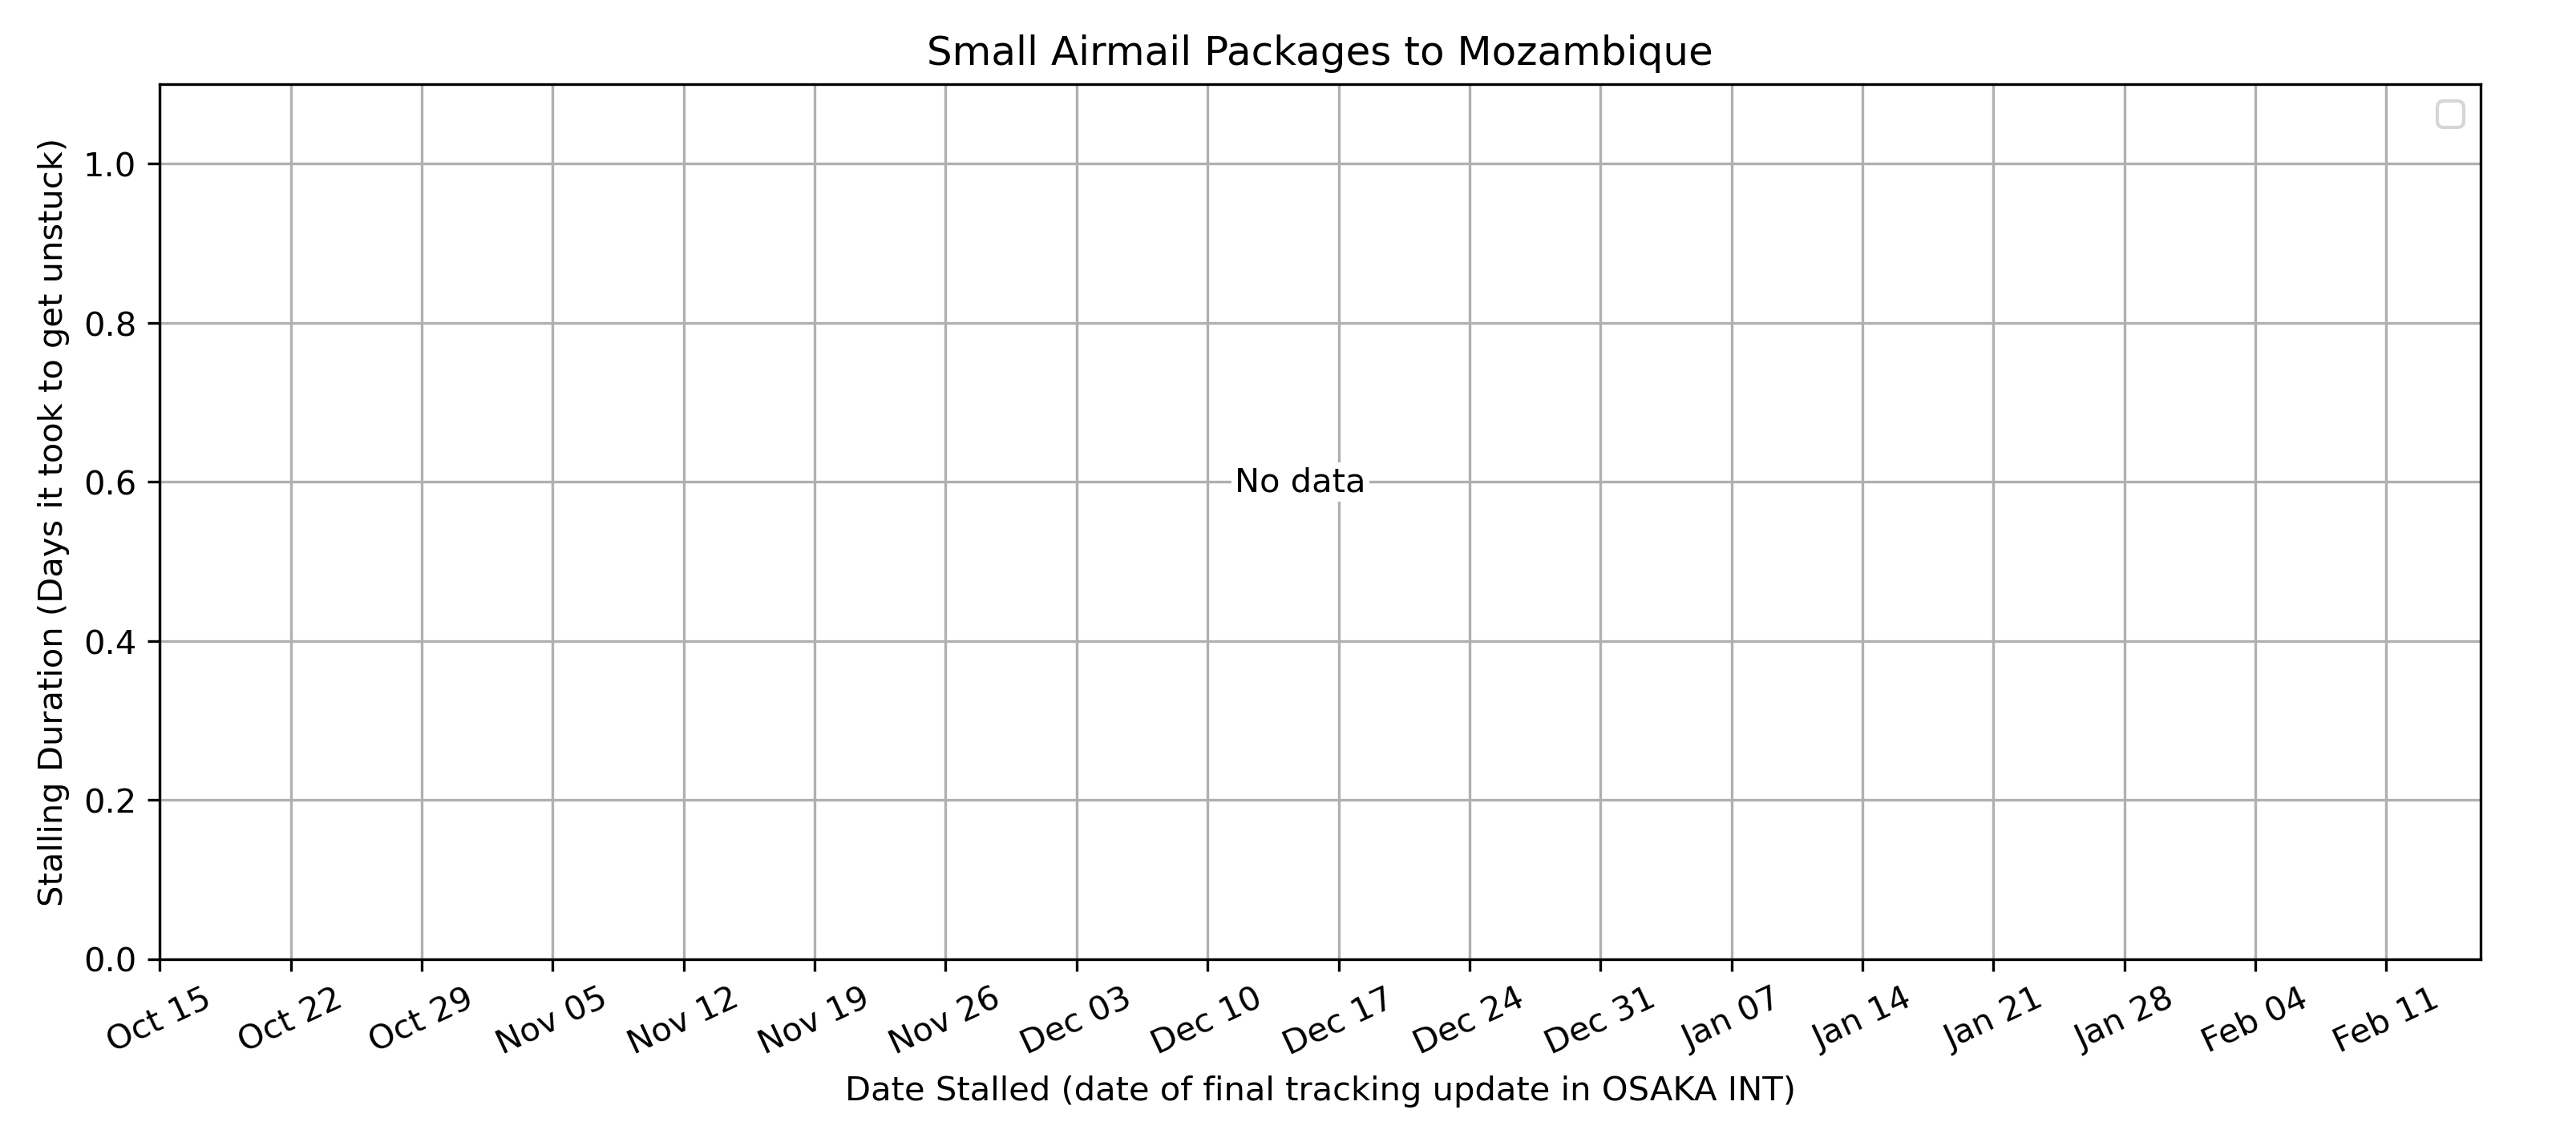 Small Airmail Packages to Mozambique
Stalling Duration (Days it took to get unstuck)
1.0
0.8
0.6
0.4
0.2
0.0
No data
Oct 15
Oct 22
Oct 29
Nov 05
Nov 12
Nov 19
Nov 26
Dec 03
Dec 10
Dec 17
Dec 24
Dec 31
Jan 07
Jan 14
Jan 21
Jan 28
Feb 04
Feb 11
Date Stalled (date of final tracking update in OSAKA INT)